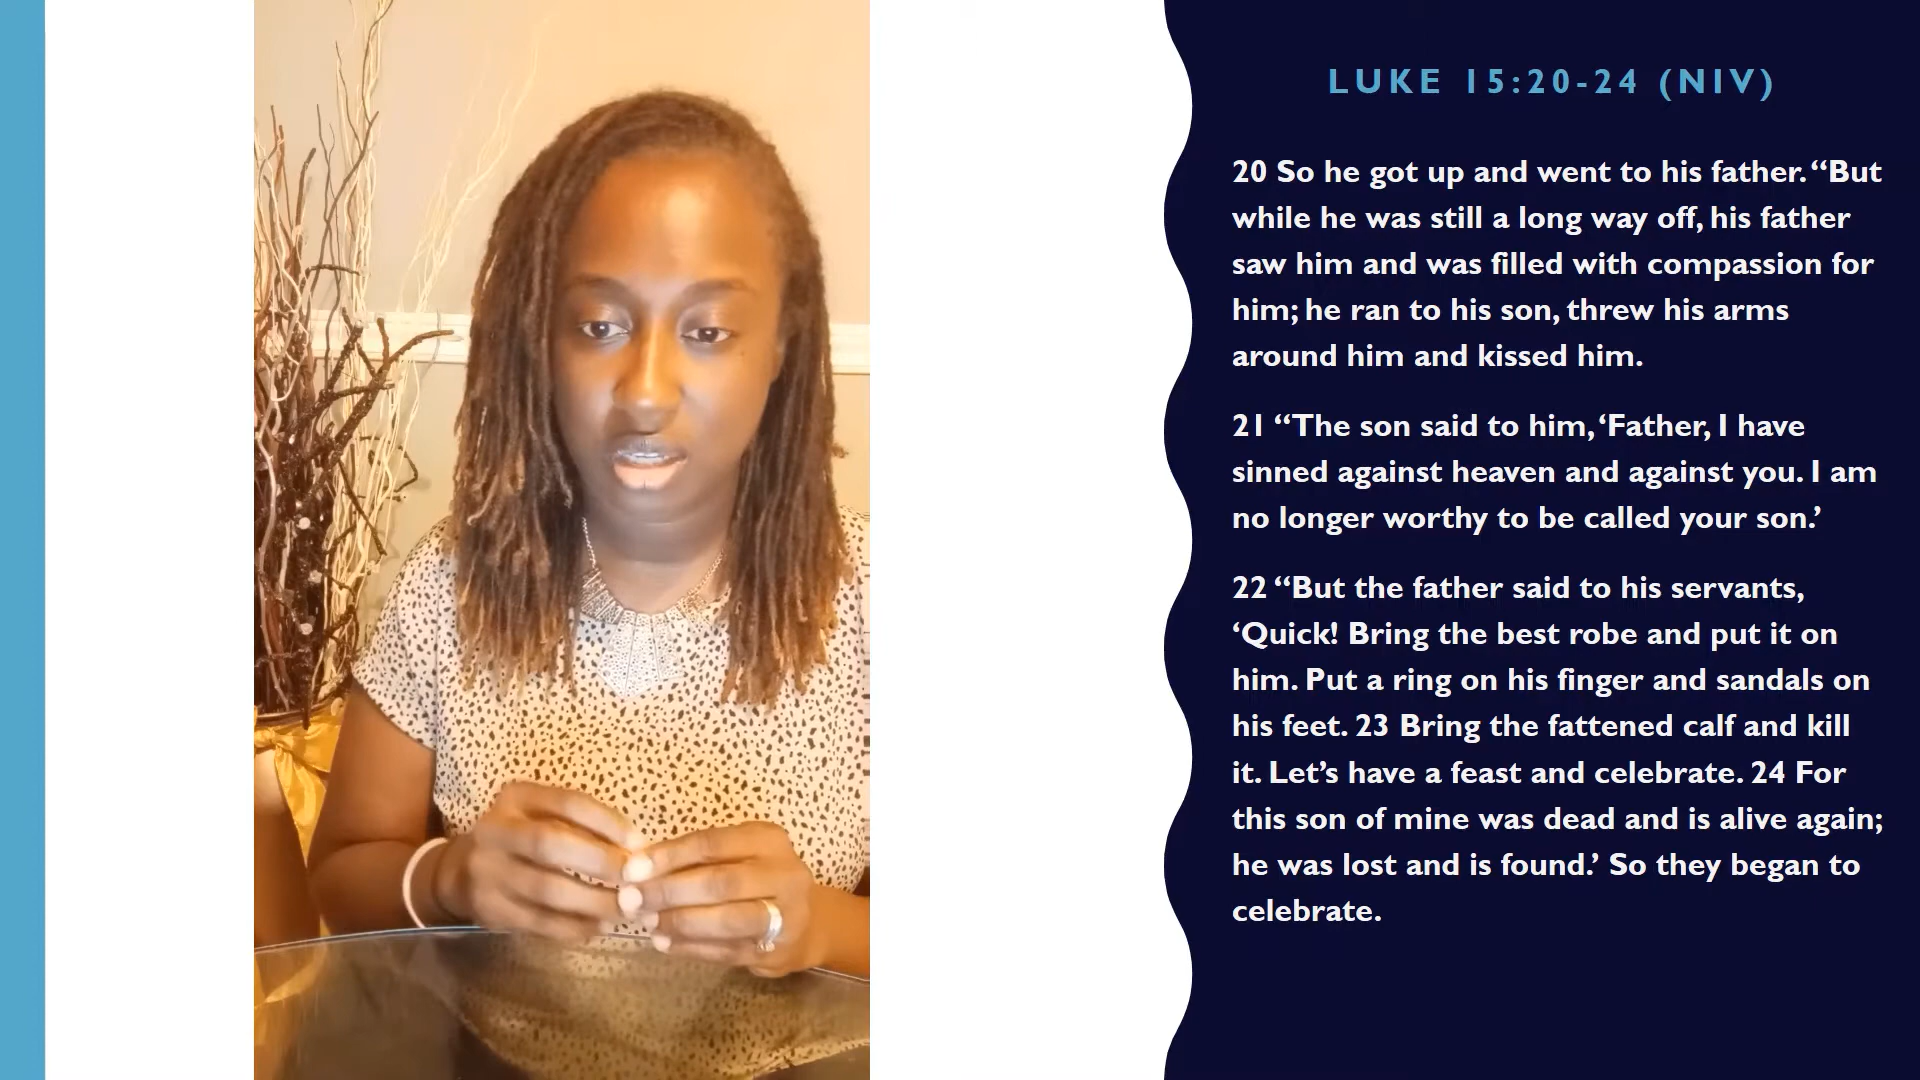 LUKE 15:20-24 (NIV)
20 So he got up and went to his father. “But
while he was still a long way off, his father
saw him and was filled with compassion for
him; he ran to his son, threw his arms
around him and kissed him.
21 “The son said to him, ‘Father, I have
sinned against heaven and against you. I am
no longer worthy to be called your son.’
22 “But the father said to his servants,
‘Quick! Bring the best robe and put it on
him. Put a ring on his finger and sandals on
his feet. 23 Bring the fattened calf and kill
it. Let’s have a feast and celebrate. 24 For
this son of mine was dead and is alive again;
he was lost and is found.’ So they began to
celebrate.